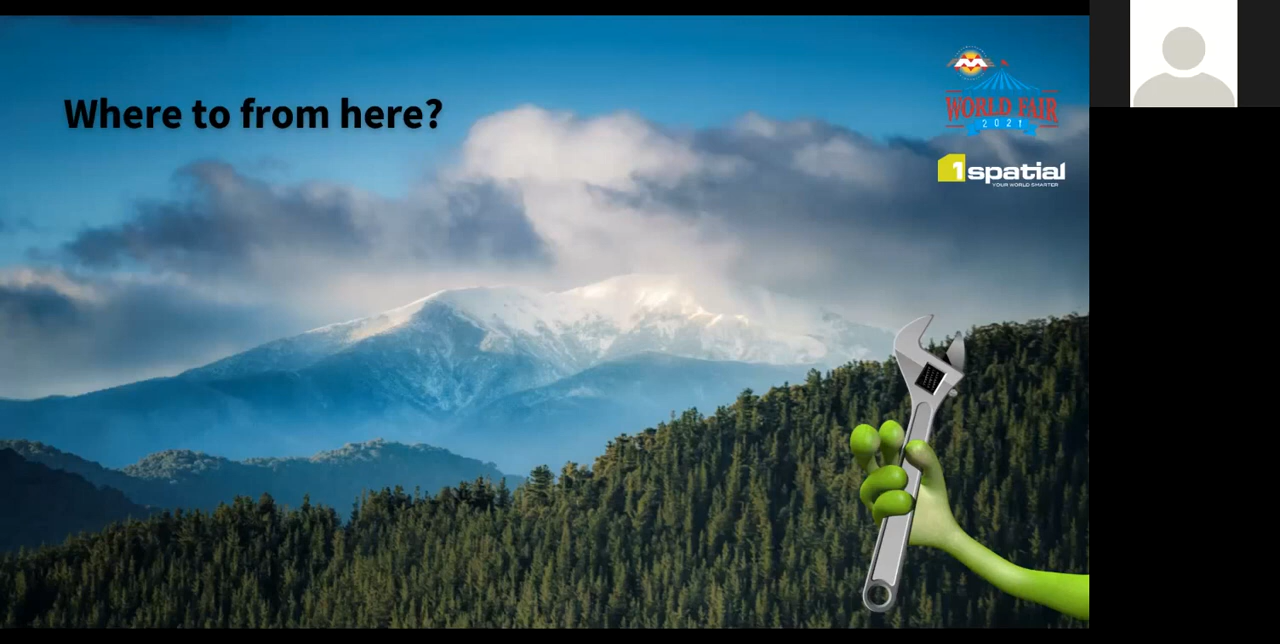 Where to from here?
WORLD FAIR
2021
1spatial
YOUR WORLD SMARTER